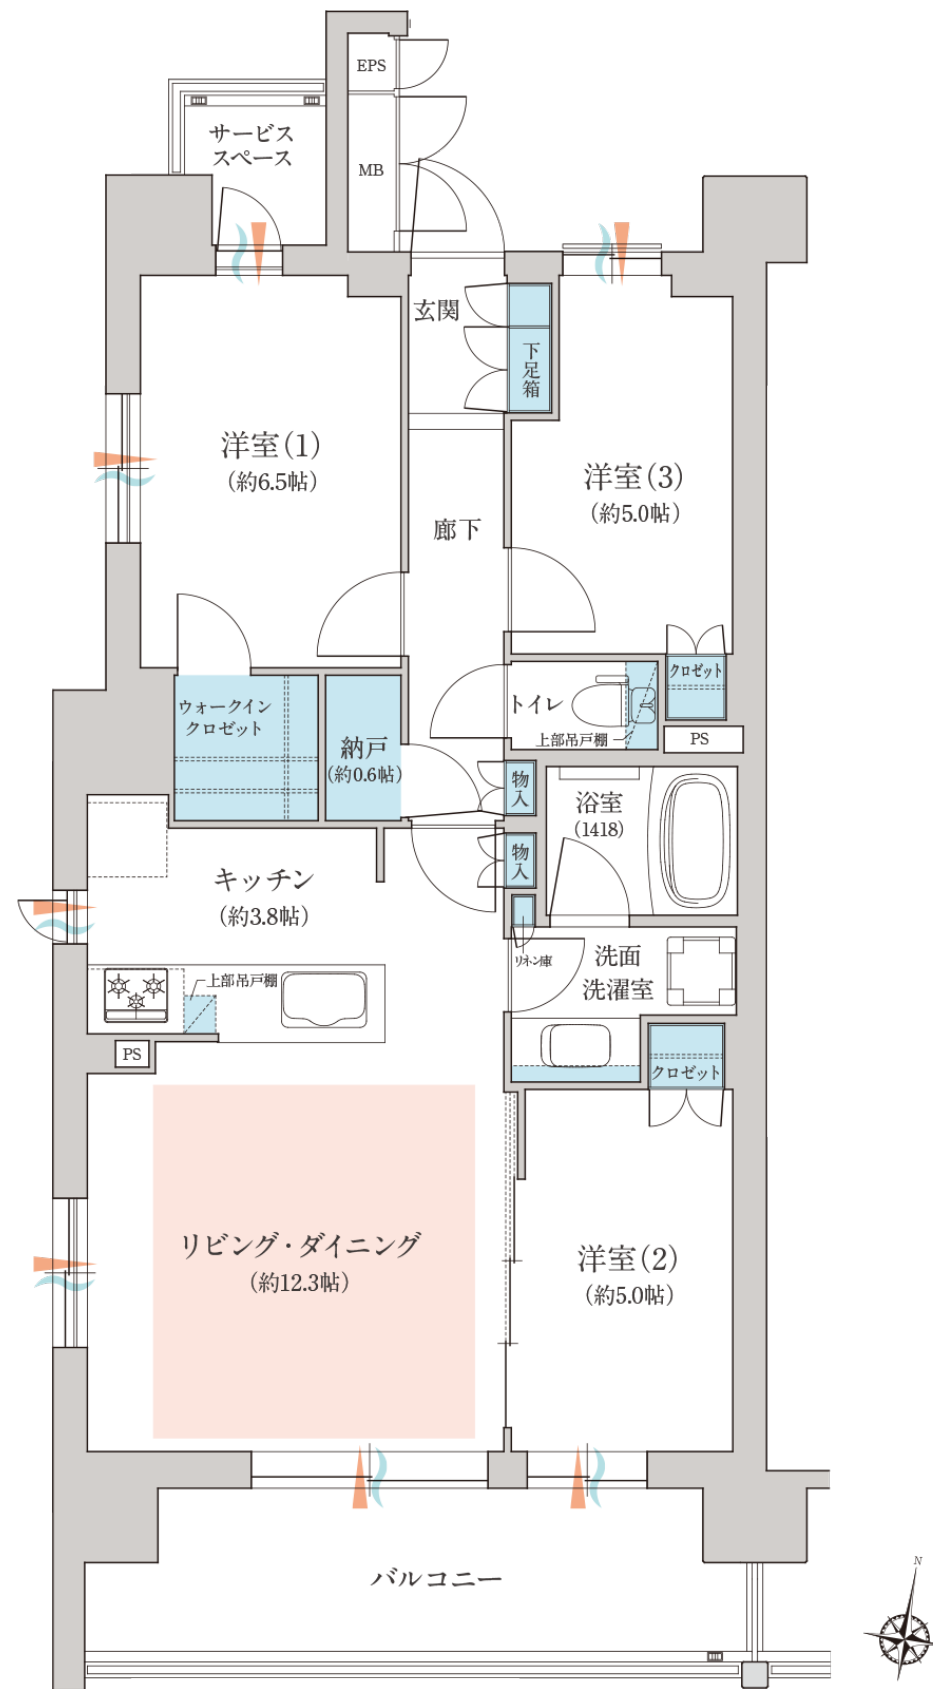 EPS
サービス
スペース
MB
玄関
下足箱
洋室(1)
(約6.5帖)
洋室(3)
(約5.0帖)
廊下
クロゼット
ウォークイン
クロゼット
トイレ
上部吊戸棚
PS
納戸
(約0.6帖)
物入
浴室
(1418)
物入
キッチン
(約3.8帖)
リネン庫
洗面
洗濯室
上部吊戸棚
PS
クロゼット
リビング・ダイニング
(約12.3帖)
洋室(2)
(約5.0帖)
バルコニー
N